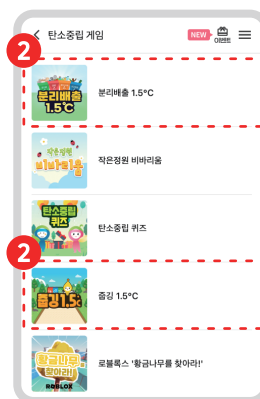 탄소중립 게임
NEW
이벤트
2
분리배출
1.5℃
분리배출 1.5℃
작은정원
비바리움
작은정원 비바리움
탄소중립
퀴즈
탄소중립 퀴즈
2
줍깅1.5℃
줍깅 1.5℃
황금나무를
찾아라!
ROBLOX
로블록스 '황금나무를 찾아라!'